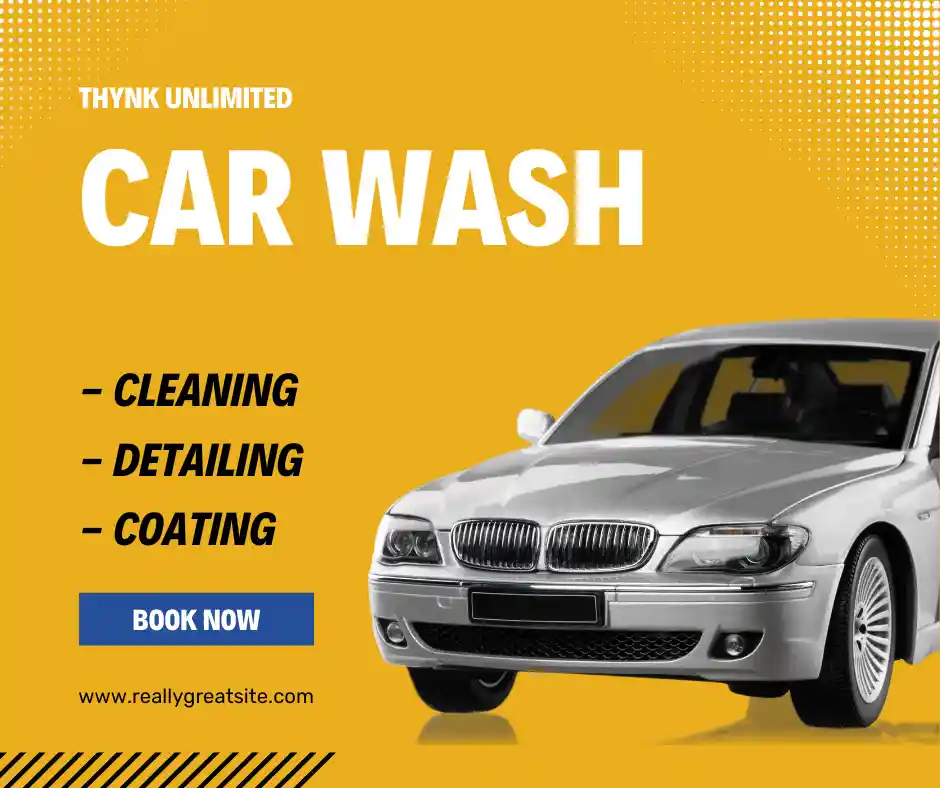 THYNK UNLIMITED
CAR WASH
- CLEANING
- DETAILING
- COATING
BOOK NOW
www.reallygreatsite.com